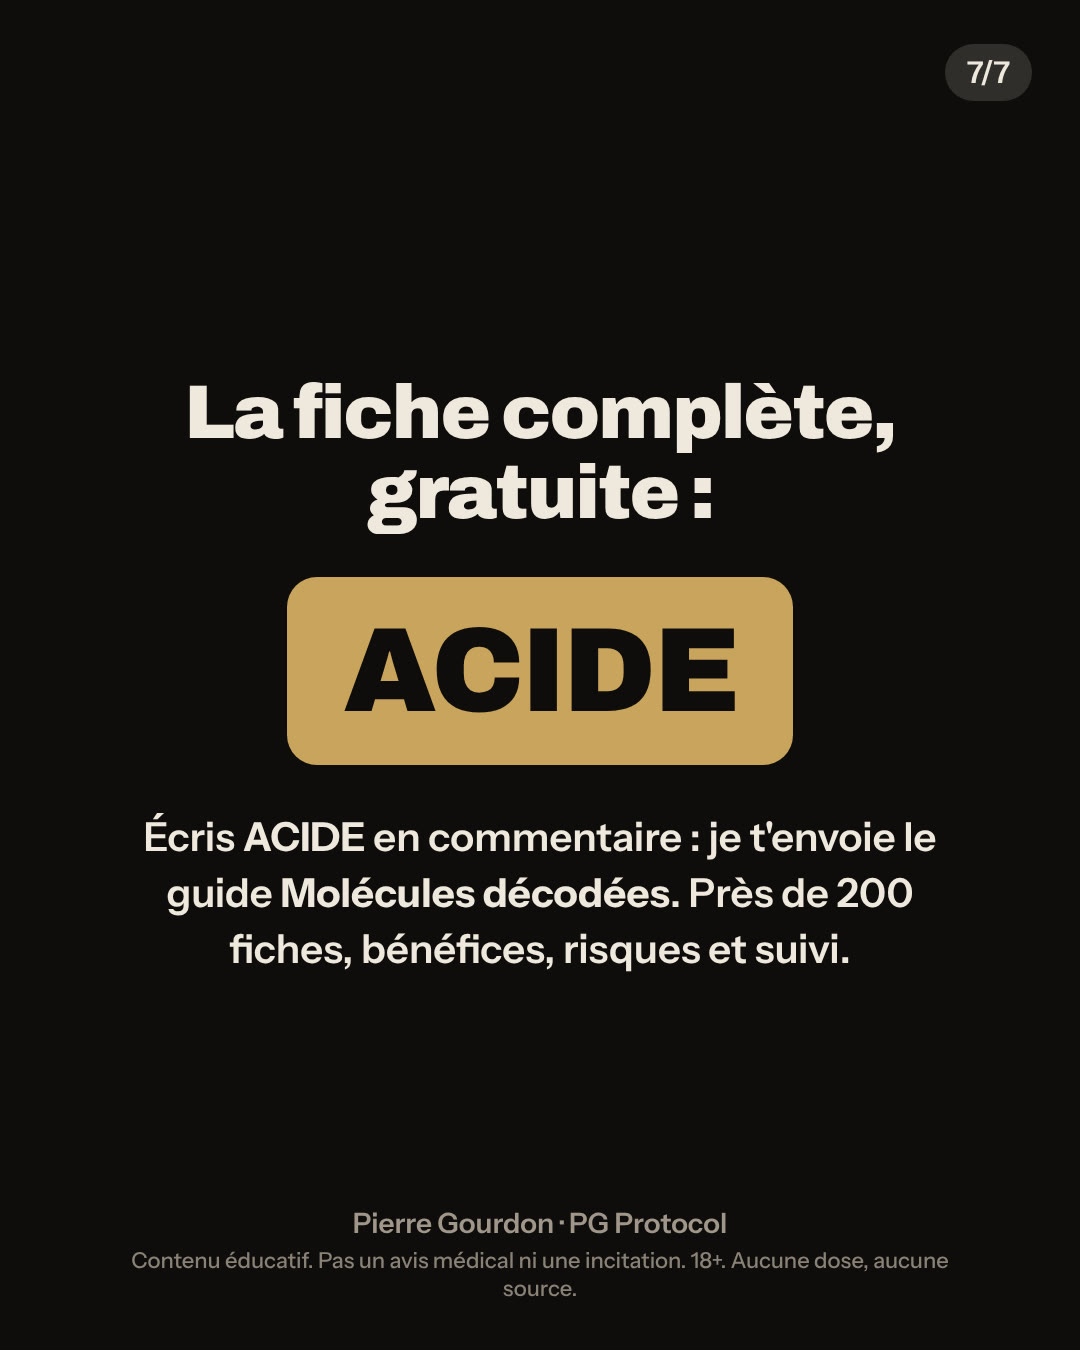 7/7
La fiche complète,
gratuite :
ACIDE
Écris ACIDE en commentaire : je t'envoie le
guide Molécules décodées. Près de 200
fiches, bénéfices, risques et suivi.
Pierre Gourdon · PG Protocol
Contenu éducatif. Pas un avis médical ni une incitation. 18+. Aucune dose, aucune
source.